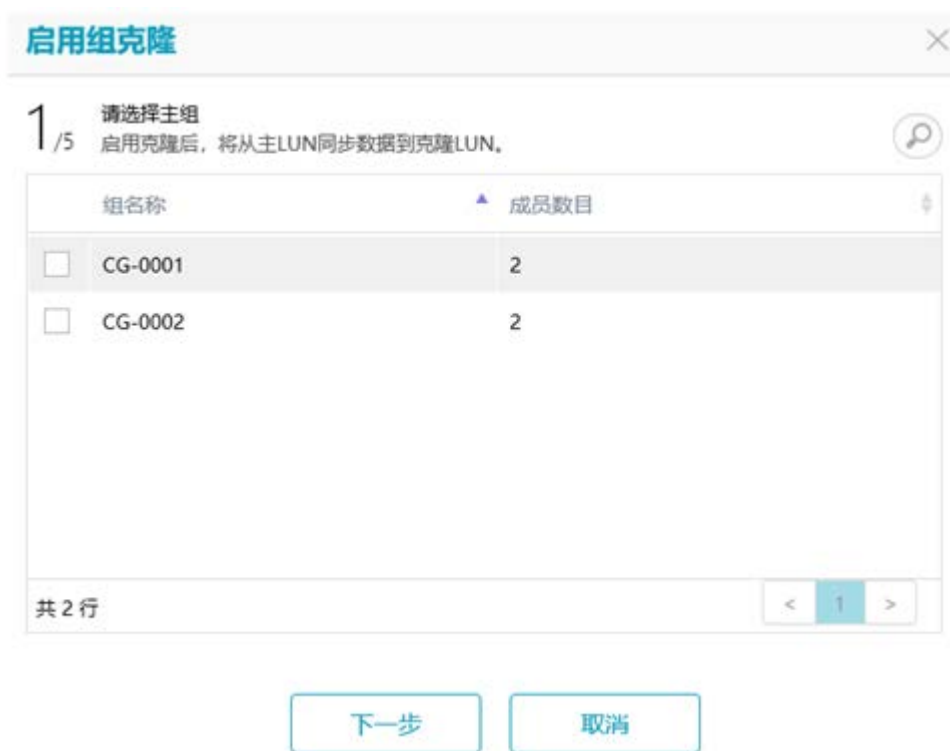 启用组克隆
1/5
请选择主组
启用克隆后，将从主LUN同步数据到克隆LUN。
组名称 成员数目
CG-0001 2
CG-0002 2
共 2 行
< 1 >
下一步 取消